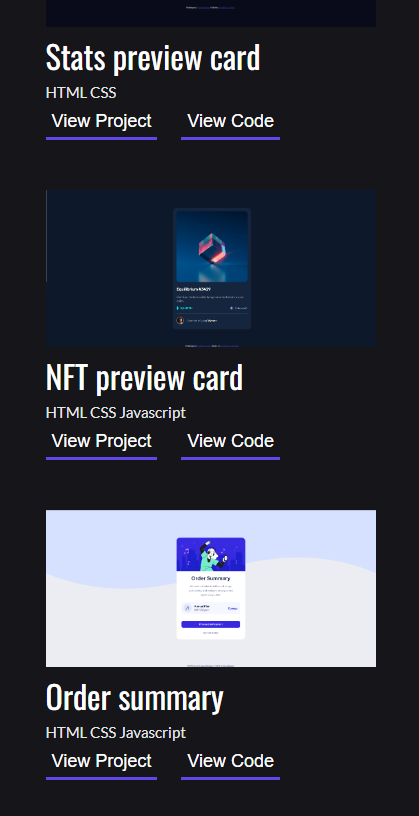 Stats preview card
HTML CSS
View Project View Code
Equilibrium #3429
NFT preview card
HTML CSS Javascript
View Project View Code
Order Summary
Order summary
HTML CSS Javascript
View Project View Code